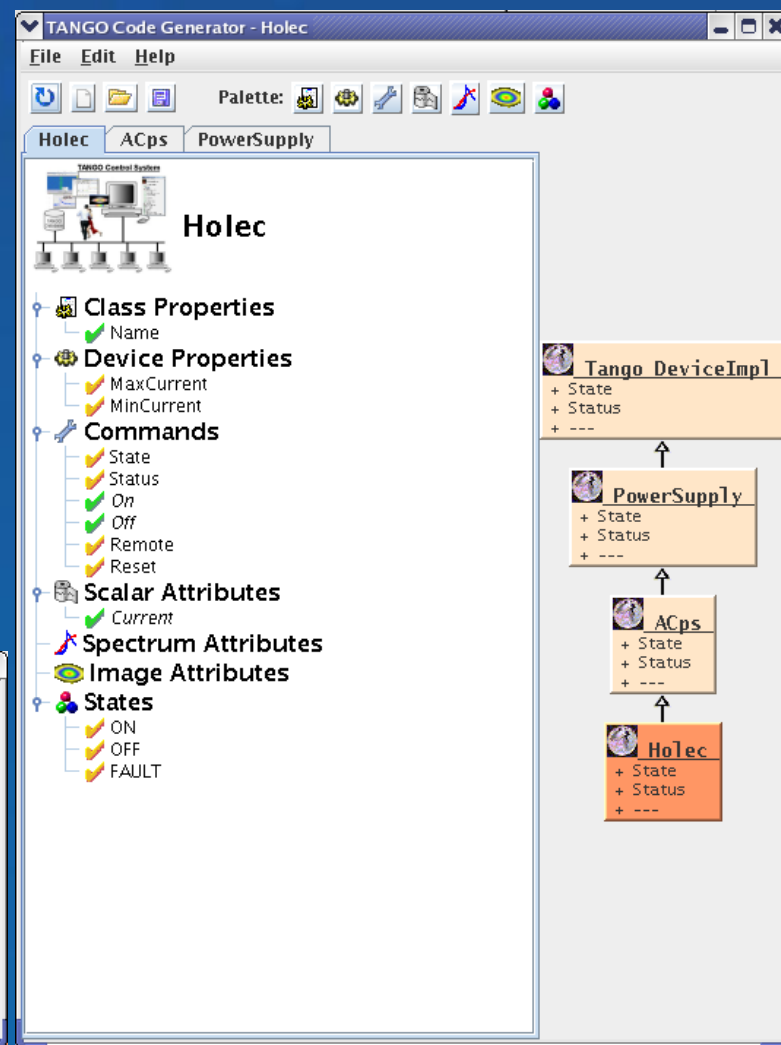 TANGO Code Generator - Holec
File Edit Help
Palette:
Holec ACps PowerSupply
TANGO Control System
Holec
Class Properties
Name
Device Properties
MaxCurrent
MinCurrent
Commands
State
Status
On
Off
Remote
Reset
Scalar Attributes
Current
Spectrum Attributes
Image Attributes
States
ON
OFF
FAULT
Tango DeviceImpl
+ State
+ Status
+ ---
PowerSupply
+ State
+ Status
+ ---
ACps
+ State
+ Status
+ ---
Holec
+ State
+ Status
+ ---